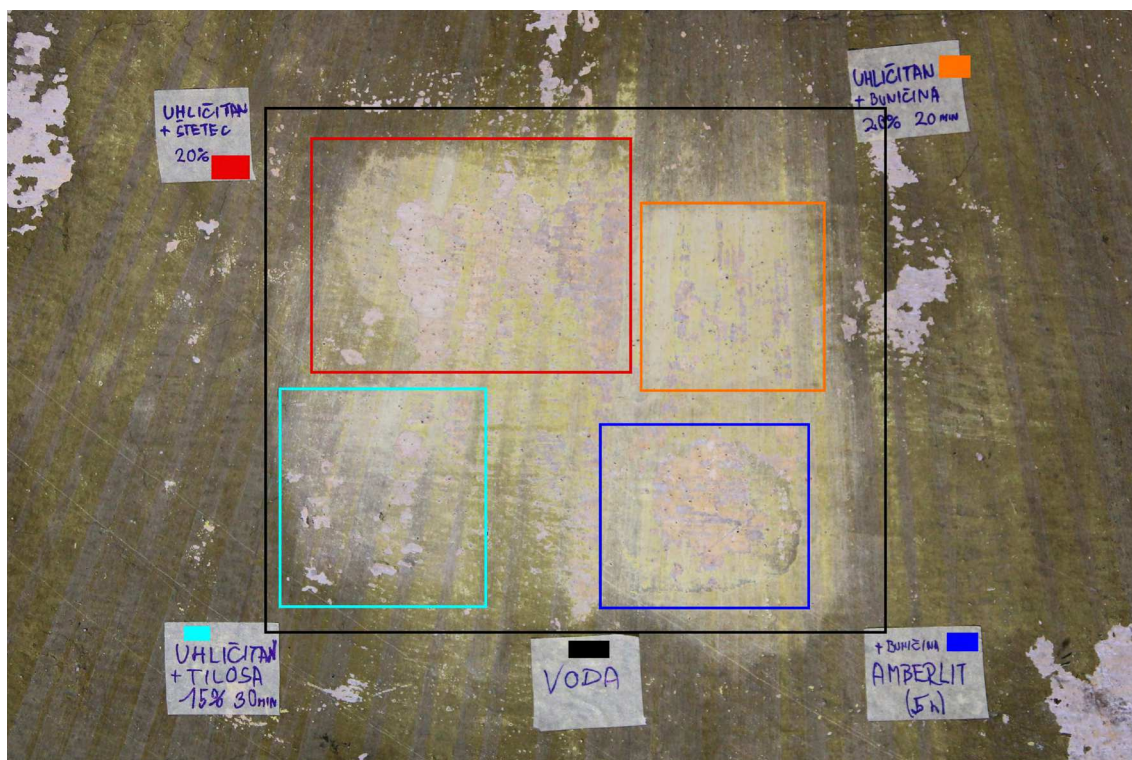 UHLIČITAN
+ ŠTETEC
20%
UHLIČITAN
+ BUNIČINA
20% 20 MIN
UHLIČITAN
+ TILOSA
15% 30 MIN
VODA
+ BUNIČINA
AMBERLIT
(5 h)